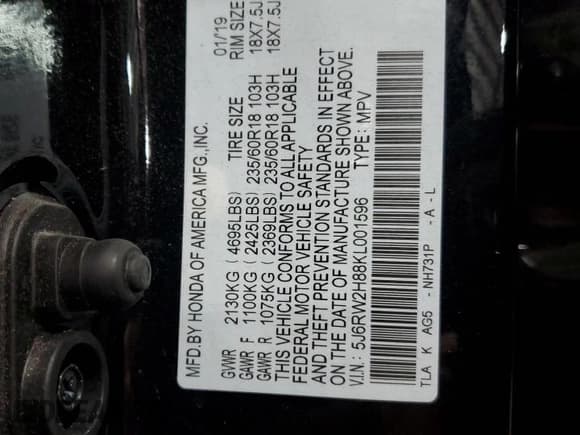 MFD.BY HONDA OF AMERICA MFG.,INC. 01/19
GVWR 2130KG ( 4695LBS) TIRE SIZE RIM SIZE
GAWR F 1100KG ( 2425LBS) 235/60R18 103H 18X7.5J
GAWR R 1075KG ( 2369LBS) 235/60R18 103H 18X7.5J
THIS VEHICLE CONFORMS TO ALL APPLICABLE
FEDERAL MOTOR VEHICLE SAFETY
AND THEFT PREVENTION STANDARDS IN EFFECT
ON THE DATE OF MANUFACTURE SHOWN ABOVE.
V.I.N.: 5J6RW2H88KL001596 TYPE: MPV
TLA K AG5 - NH731P - A - L